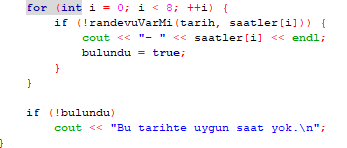 for (int i = 0; i < 8; ++i) {
if (!randevuVarMi(tarih, saatler[i])) {
cout << "- " << saatler[i] << endl;
bulundu = true;
}
}
if (!bulundu)
cout << "Bu tarihte uygun saat yok.\n";
}